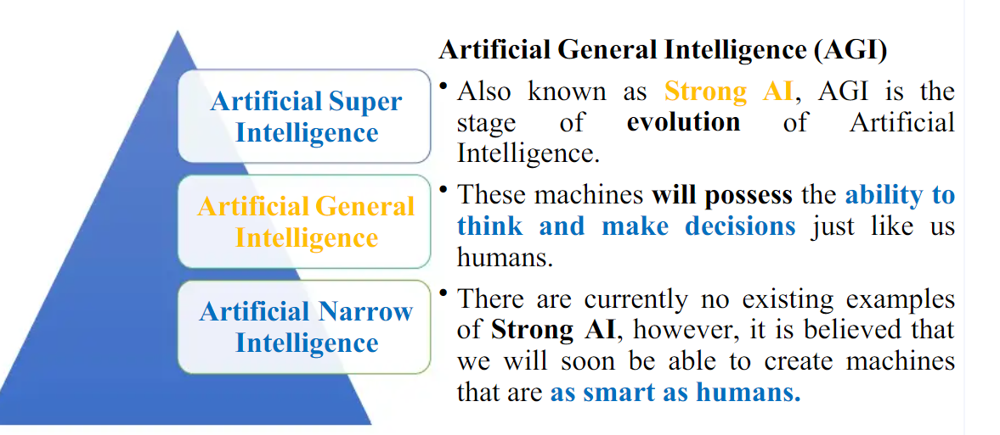 Artificial Super
Intelligence
Artificial General
Intelligence
Artificial Narrow
Intelligence
Artificial General Intelligence (AGI)
• Also known as Strong AI, AGI is the
stage of evolution of Artificial
Intelligence.
• These machines will possess the ability to
think and make decisions just like us
humans.
• There are currently no existing examples
of Strong AI, however, it is believed that
we will soon be able to create machines
that are as smart as humans.